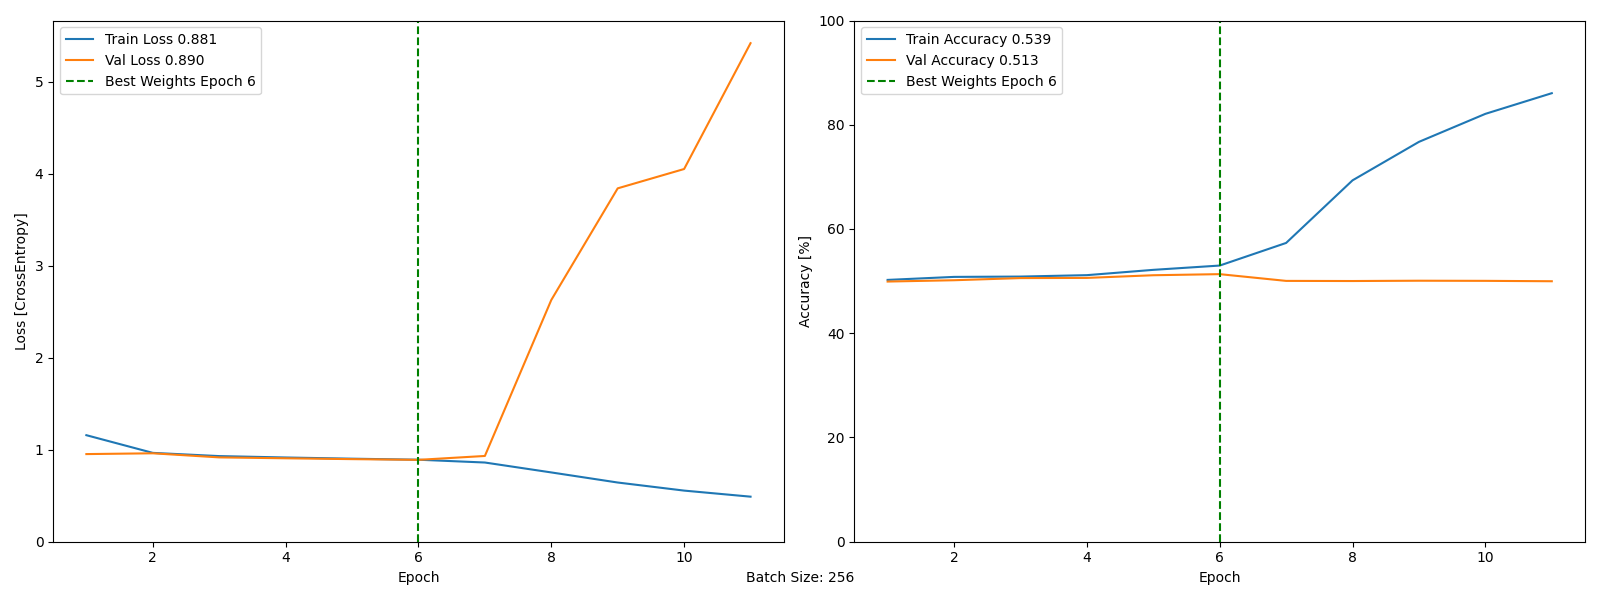 Train Loss 0.881
Val Loss 0.890
Best Weights Epoch 6
Loss [CrossEntropy]
5
4
3
2
1
0
2
4
6
8
10
Epoch
Train Accuracy 0.539
Val Accuracy 0.513
Best Weights Epoch 6
Accuracy [%]
100
80
60
40
20
0
2
4
6
8
10
Epoch
Batch Size: 256